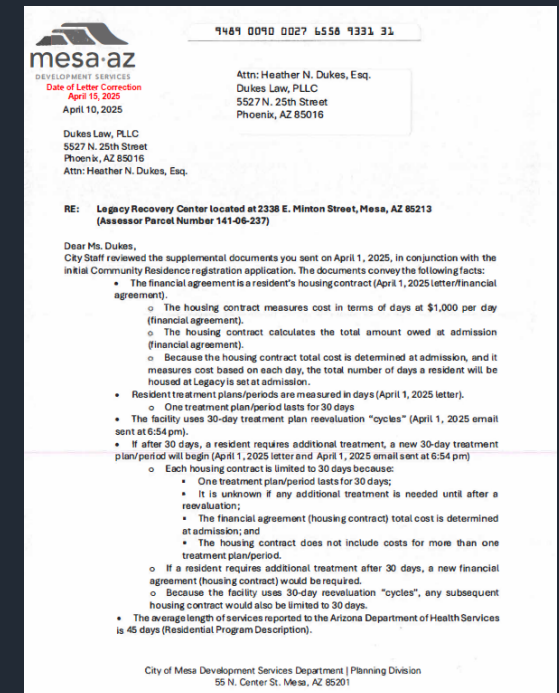 9489 0090 0027 6558 9331 31
mesa·az
DEVELOPMENT SERVICES
Date of Letter Correction
April 15, 2025
April 10, 2025
Attn: Heather N. Dukes, Esq.
Dukes Law, PLLC
5527 N. 25th Street
Phoenix, AZ 85016
Dukes Law, PLLC
5527 N. 25th Street
Phoenix, AZ 85016
Attn: Heather N. Dukes, Esq.
RE: Legacy Recovery Center located at 2338 E. Minton Street, Mesa, AZ 85213
(Assessor Parcel Number 141-06-237)
Dear Ms. Dukes,
City Staff reviewed the supplemental documents you sent on April 1, 2025, in conjunction with the
initial Community Residence registration application. The documents convey the following facts:
• The financial agreement is a resident's housing contract (April 1, 2025 letter/financial
agreement).
o The housing contract measures cost in terms of days at $1,000 per day
(financial agreement).
o The housing contract calculates the total amount owed at admission
(financial agreement).
o Because the housing contract total cost is determined at admission, and it
measures cost based on each day, the total number of days a resident will be
housed at Legacy is set at admission.
• Resident treatment plans/periods are measured in days (April 1, 2025 letter).
o One treatment plan/period lasts for 30 days
• The facility uses 30-day treatment plan reevaluation "cycles" (April 1, 2025 email
sent at 6:54 pm).
• If after 30 days, a resident requires additional treatment, a new 30-day treatment
plan/period will begin (April 1, 2025 letter and April 1, 2025 email sent at 6:54 pm)
o Each housing contract is limited to 30 days because:
▪ One treatment plan/period lasts for 30 days;
▪ It is unknown if any additional treatment is needed until after a
reevaluation;
▪ The financial agreement (housing contract) total cost is determined
at admission; and
▪ The housing contract does not include costs for more than one
treatment plan/period.
o If a resident requires additional treatment after 30 days, a new financial
agreement (housing contract) would be required.
o Because the facility uses 30-day reevaluation "cycles", any subsequent
housing contract would also be limited to 30 days.
• The average length of services reported to the Arizona Department of Health Services
is 45 days (Residential Program Description).
City of Mesa Development Services Department | Planning Division
55 N. Center St. Mesa, AZ 85201